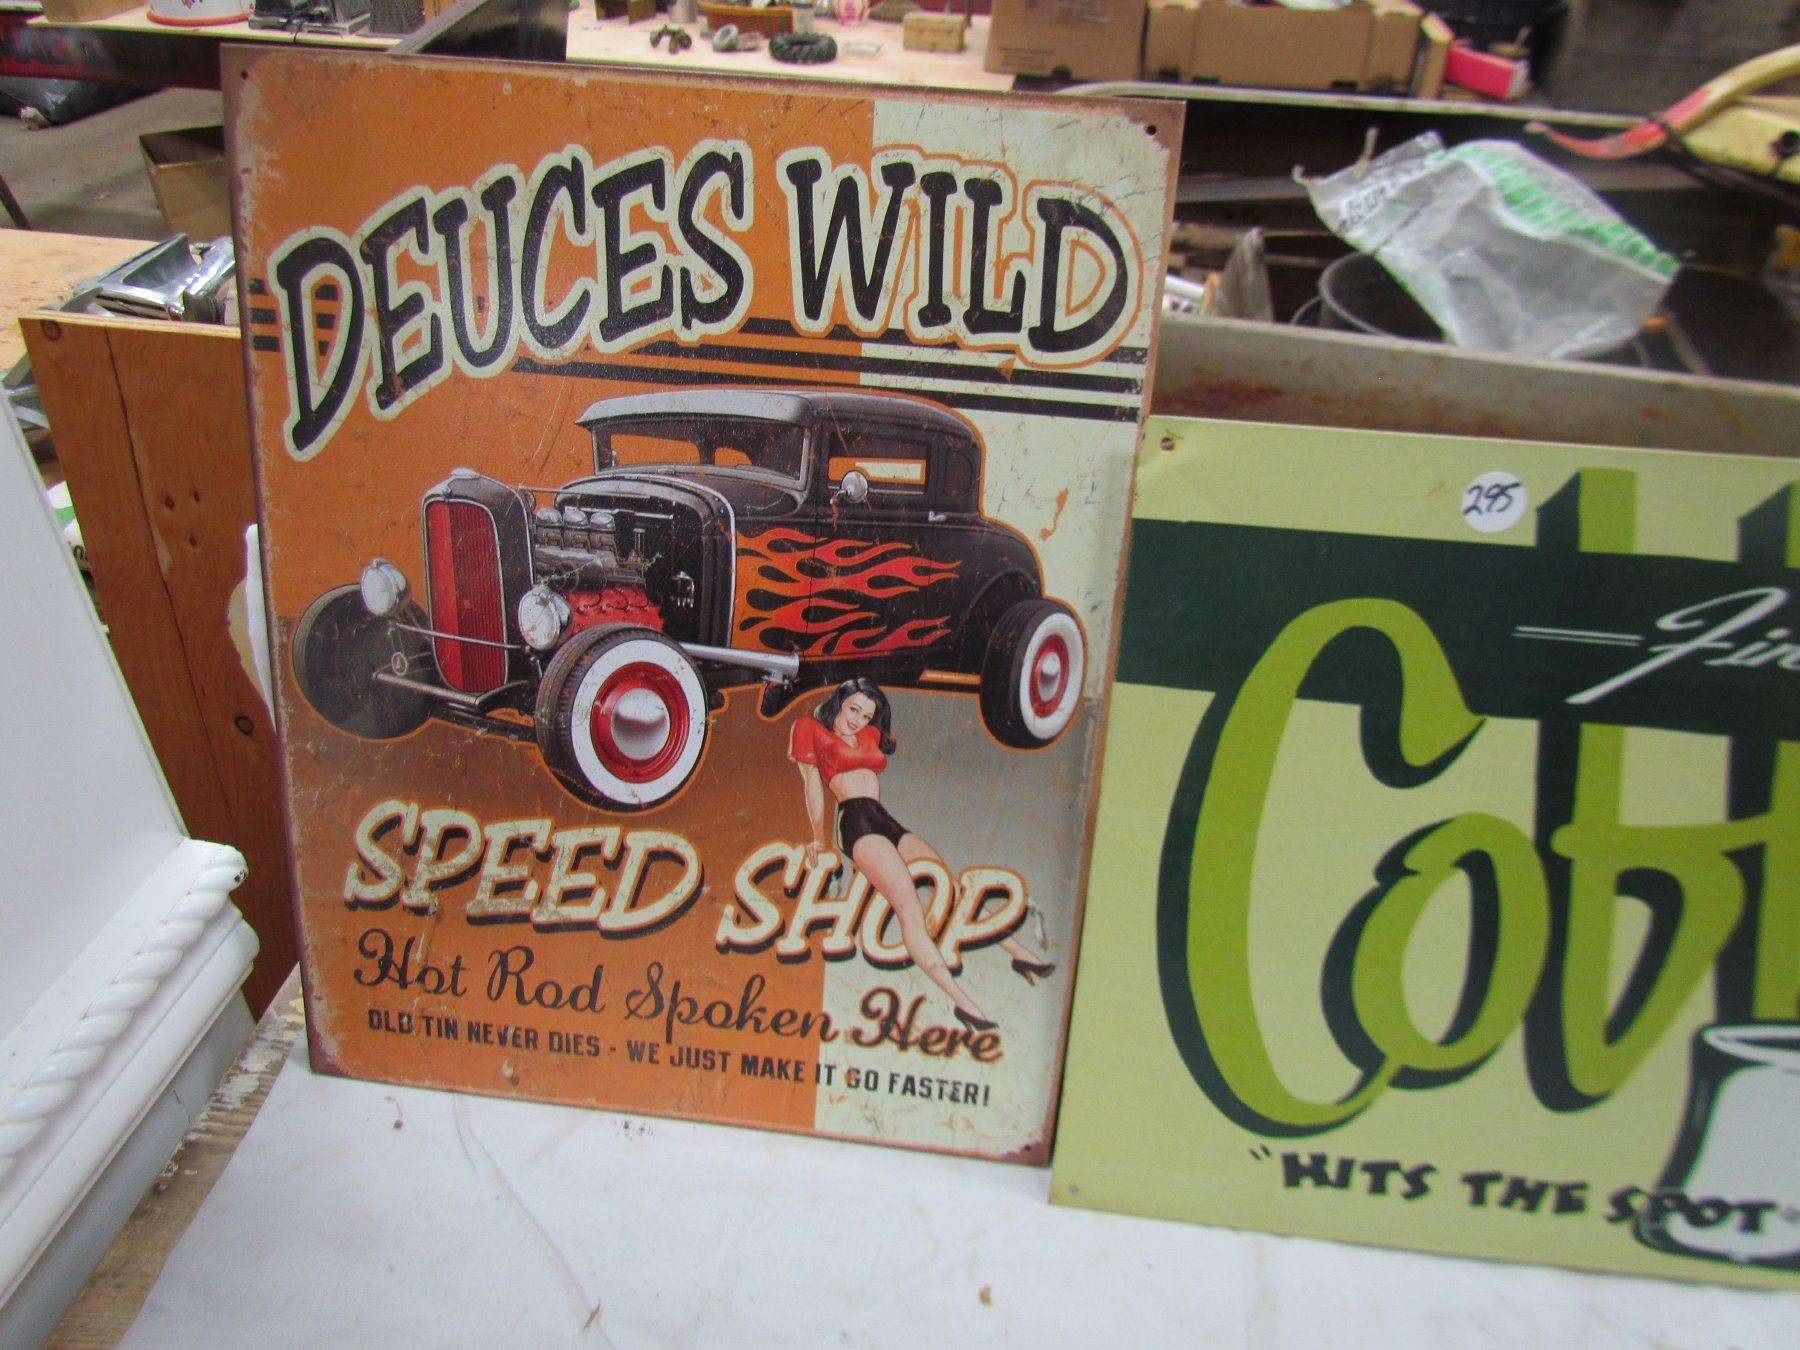 DEUCES WILD
SPEED SHOP
Hot Rod Spoken Here
OLD TIN NEVER DIES - WE JUST MAKE IT GO FASTER!
295
"HITS THE SPOT"